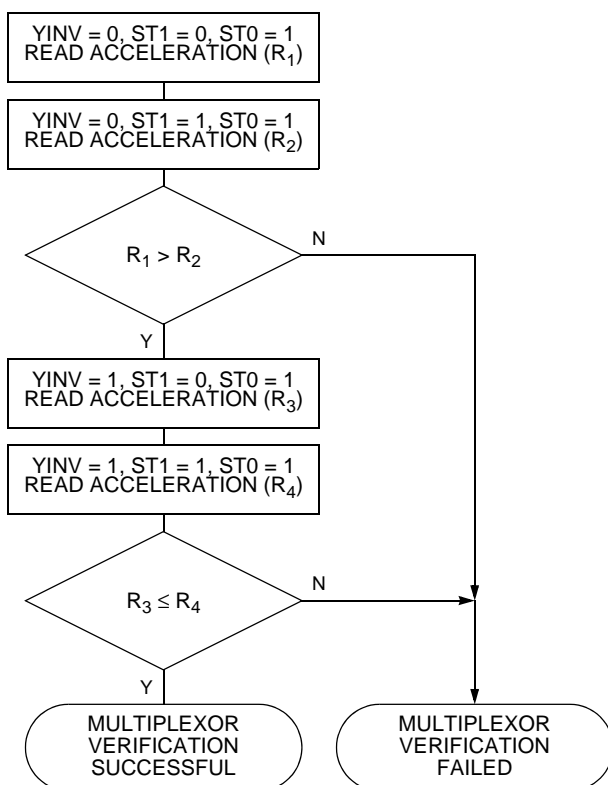 YINV = 0, ST1 = 0, ST0 = 1
READ ACCELERATION (R₁)
YINV = 0, ST1 = 1, ST0 = 1
READ ACCELERATION (R₂)
R₁ > R₂
N
Y
YINV = 1, ST1 = 0, ST0 = 1
READ ACCELERATION (R₃)
YINV = 1, ST1 = 1, ST0 = 1
READ ACCELERATION (R₄)
R₃ ≤ R₄
N
Y
MULTIPLEXOR
VERIFICATION
SUCCESSFUL
MULTIPLEXOR
VERIFICATION
FAILED